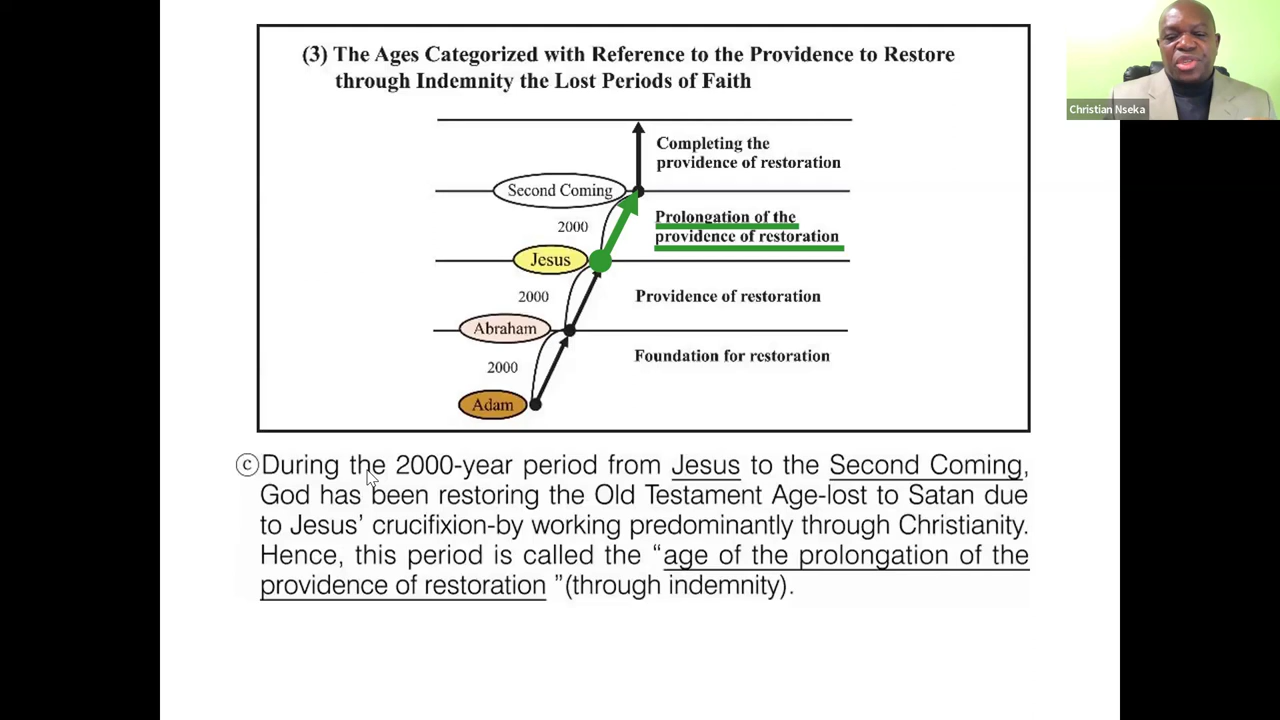 (3) The Ages Categorized with Reference to the Providence to Restore
through Indemnity the Lost Periods of Faith
Christian Nseka
Completing the
providence of restoration
Second Coming
2000
Prolongation of the
providence of restoration
Jesus
2000
Providence of restoration
Abraham
2000
Foundation for restoration
Adam
ⓒDuring the 2000-year period from Jesus to the Second Coming,
God has been restoring the Old Testament Age-lost to Satan due
to Jesus’ crucifixion-by working predominantly through Christianity.
Hence, this period is called the “age of the prolongation of the
providence of restoration ”(through indemnity).